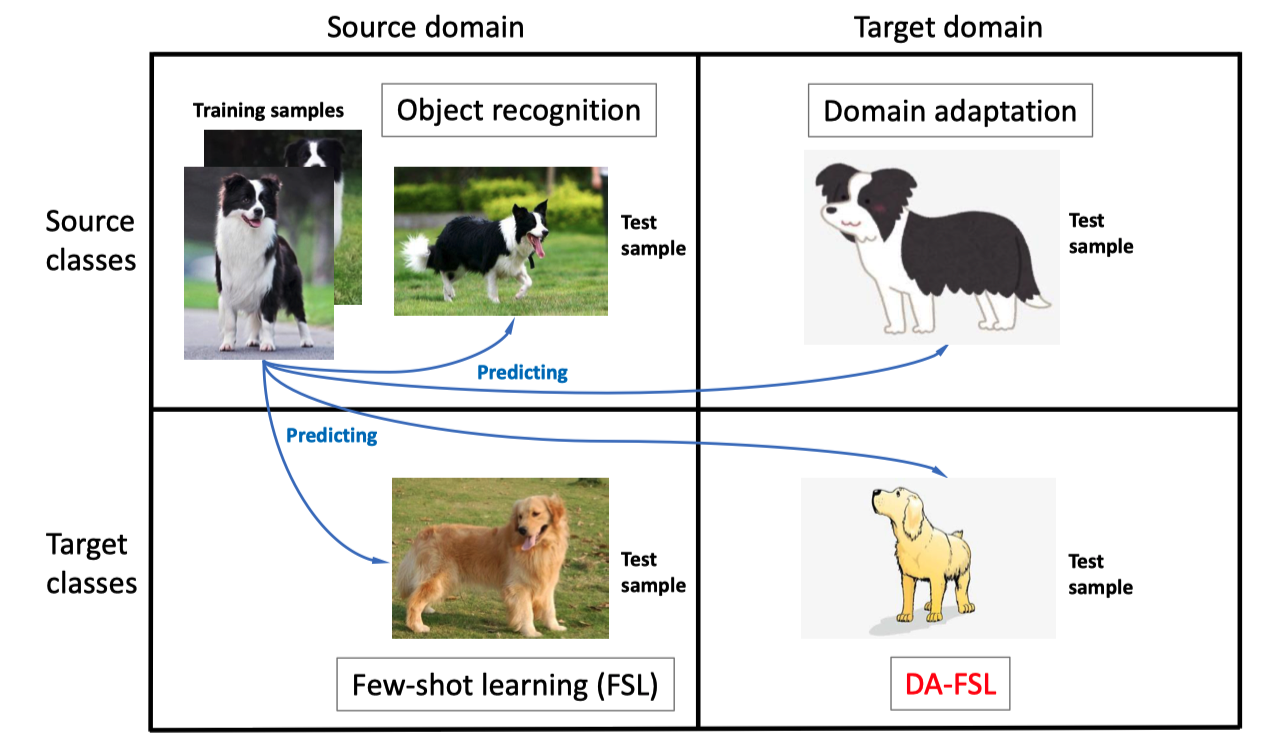 Source domain
Target domain
Training samples
Object recognition
Domain adaptation
Source
classes
Test
sample
Test
sample
Predicting
Predicting
Target
classes
Test
sample
Test
sample
Few-shot learning (FSL)
DA-FSL